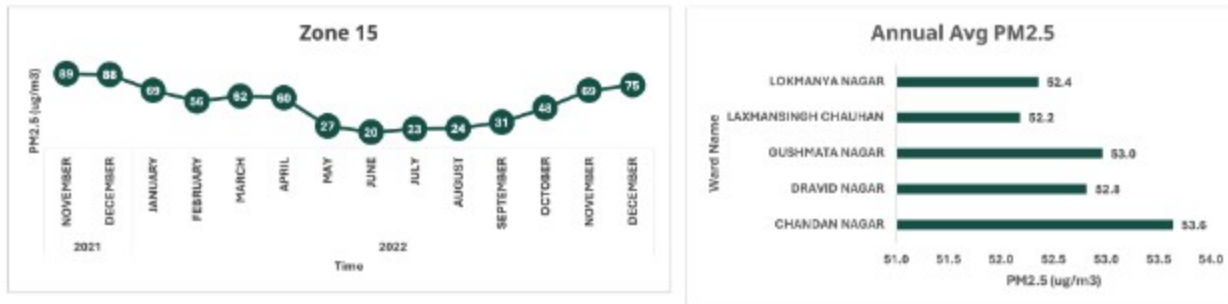 Zone 15
PM2.5 (ug/m3)
89 88 69 56 62 60 27 20 23 24 31 48 69 75
NOVEMBER DECEMBER JANUARY FEBRUARY MARCH APRIL MAY JUNE JULY AUGUST SEPTEMBER OCTOBER NOVEMBER DECEMBER
2021 2022
Time
Annual Avg PM2.5
Ward Name
LOKMANYA NAGAR 52.4
LAXMANSINGH CHAUHAN 52.2
GUSHMATA NAGAR 53.0
DRAVID NAGAR 52.8
CHANDAN NAGAR 53.6
51.0 51.5 52.0 52.5 53.0 53.5 54.0
PM2.5 (ug/m3)